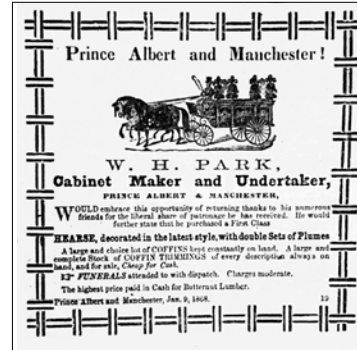 Prince Albert and Manchester!
W. H. PARK,
Cabinet Maker and Undertaker,
PRINCE ALBERT & MANCHESTER,
WOULD embrace this opportunity of returning thanks to his numerous
friends for the liberal share of patronage he has received. He would
further state that he purchased a First Class
HEARSE, decorated in the latest style, with double Sets of Plumes
A large and choice lot of COFFINS kept constantly on hand. A large and
complete Stock of COFFIN TRIMMINGS of every description always on
hand, and for sale, Cheap for Cash.
FUNERALS attended to with dispatch. Charges moderate.
The highest price paid in Cash for Butternut Lumber.
Prince Albert and Manchester, Jan. 9, 1868. 19